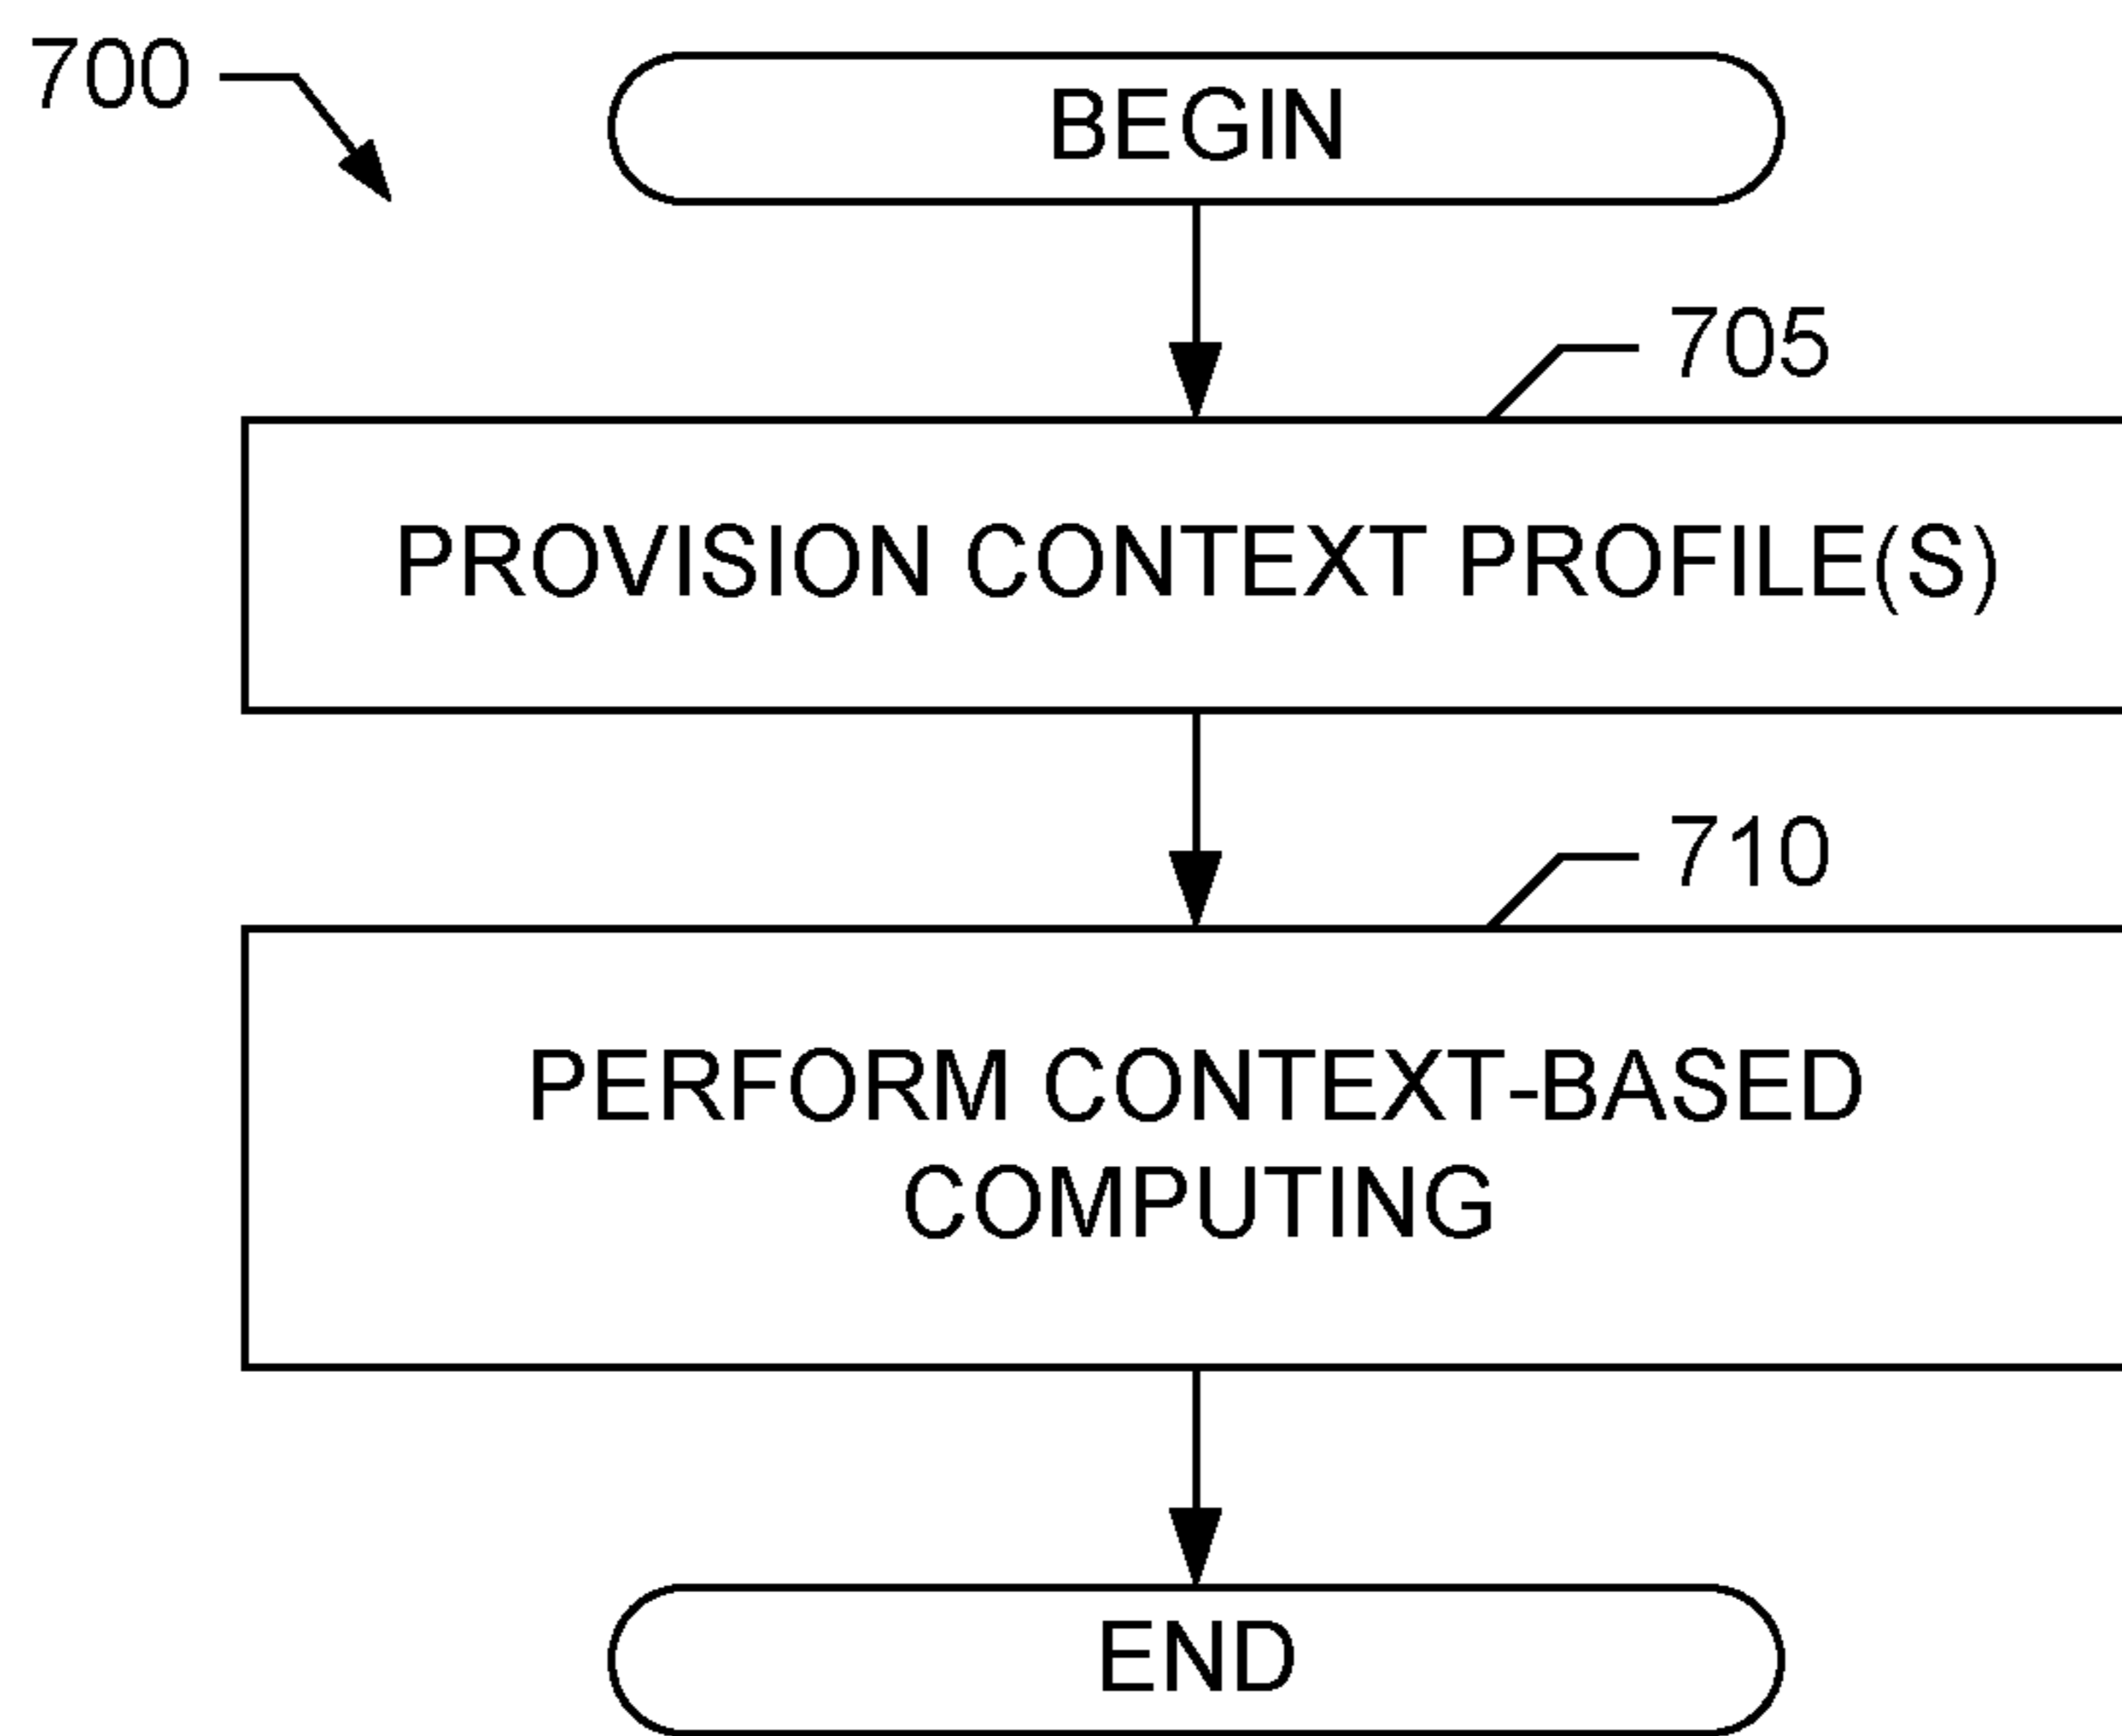 700
BEGIN
705
PROVISION CONTEXT PROFILE(S)
710
PERFORM CONTEXT-BASED
COMPUTING
END